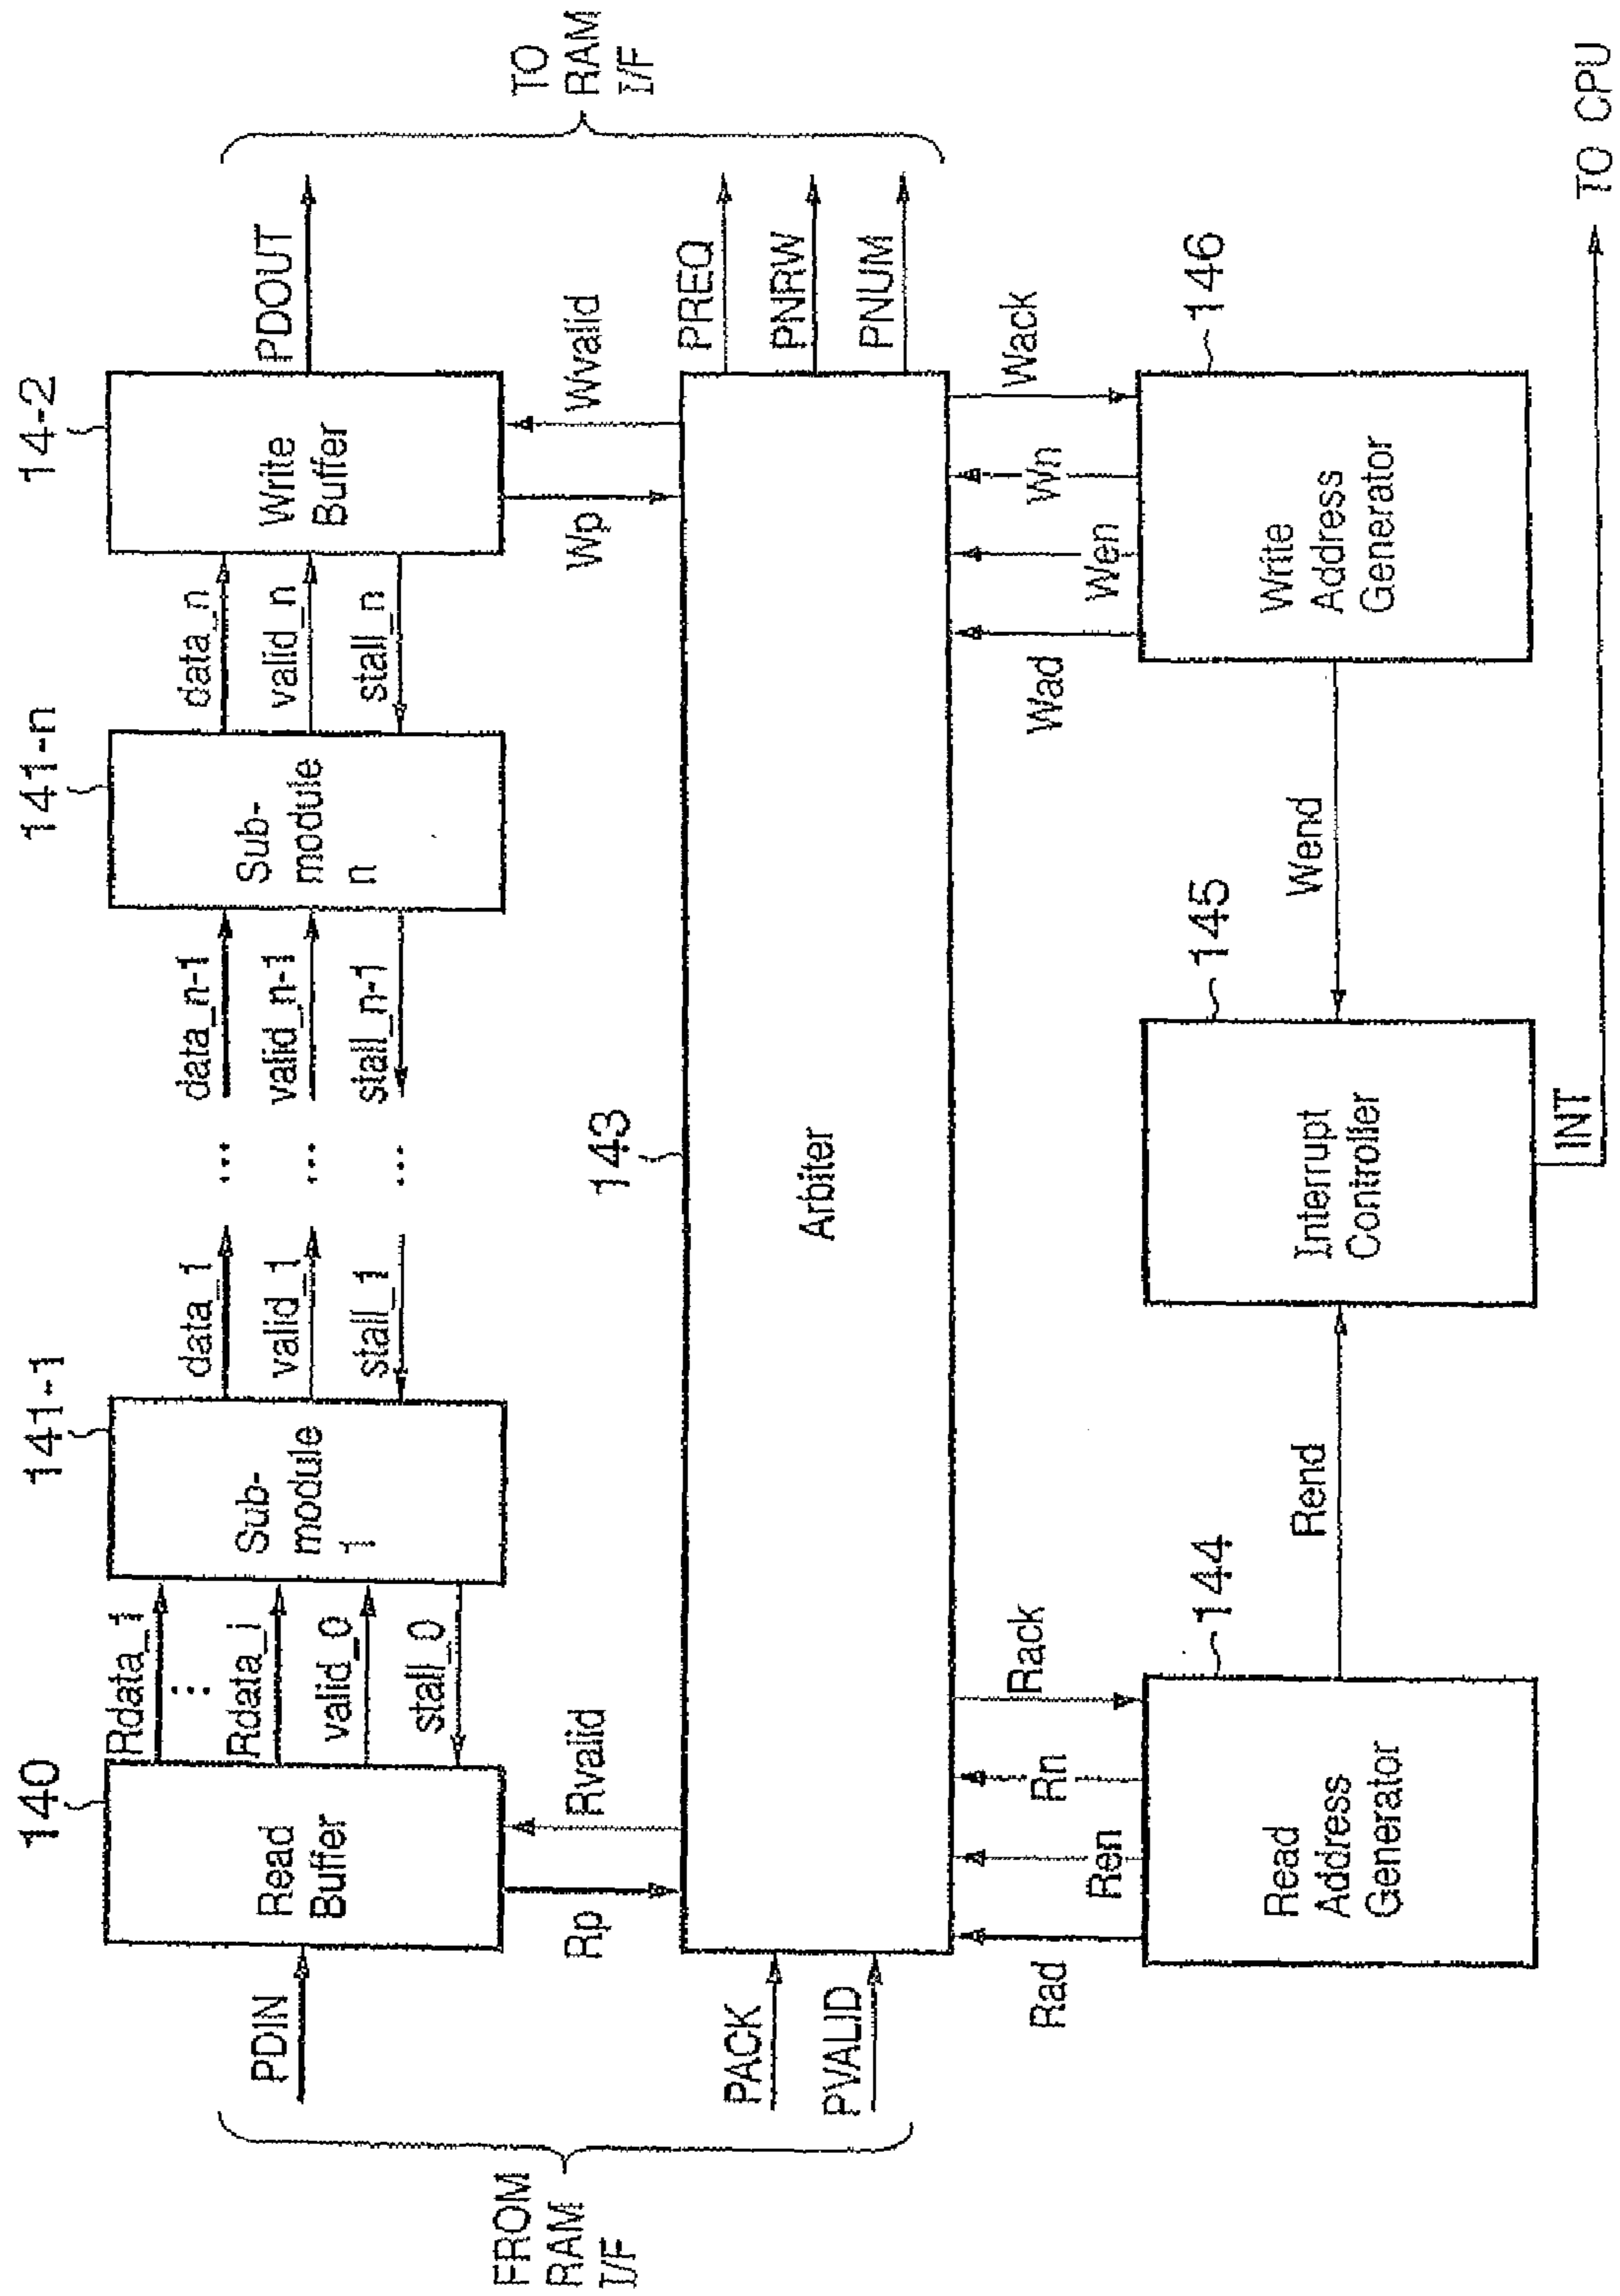 140
141-1
141-n
14-2
PDIN
Read
Buffer
Rdata_1
⋮
Rdata_i
valid_0
stall_0
Sub-
module
1
data_1
valid_1
stall_1
...
...
...
data_n-1
valid_n-1
stall_n-1
Sub-
module
n
data_n
valid_n
stall_n
Write
Buffer
PDOUT
Rp
Rvalid
Wp
Wvalid
FROM
RAM
I/F
TO
RAM
I/F
143
PACK
PVALID
Arbiter
PREQ
PNRW
PNUM
Rad
Ren
Rn
Rack
Wad
Wen
Wn
Wack
144
145
146
Read
Address
Generator
Rend
Interrupt
Controller
Wend
Write
Address
Generator
INT
TO CPU